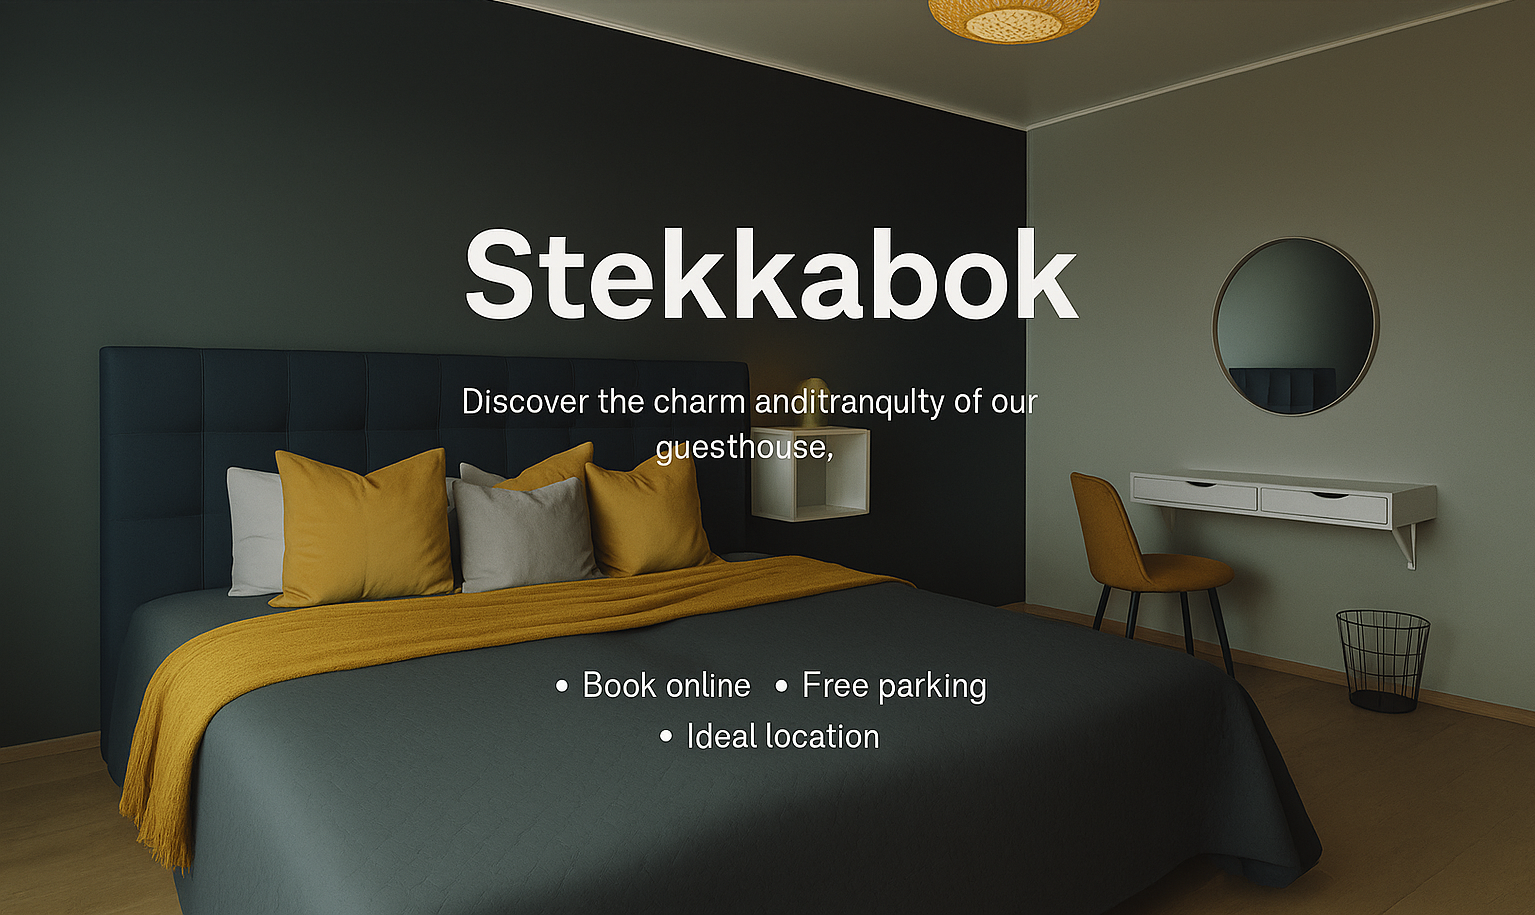 Stekkabok
Discover the charm anditranqulty of our
guesthouse,
• Book online • Free parking
• Ideal location